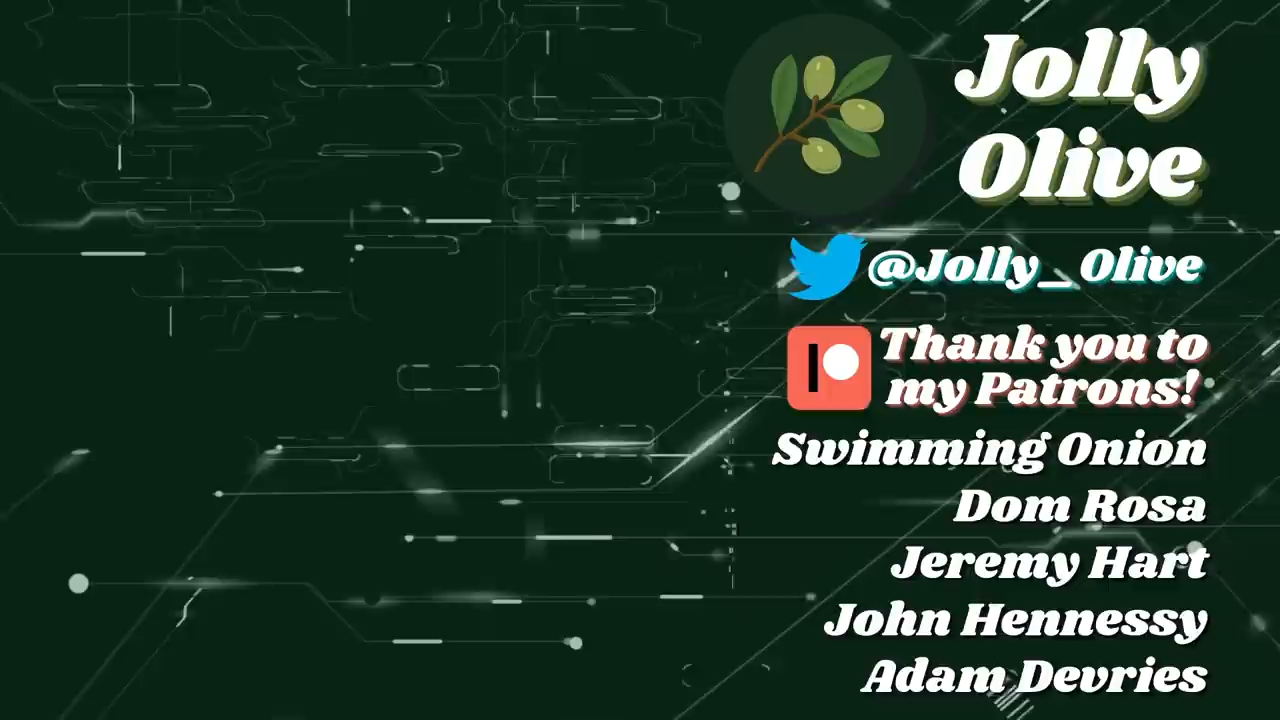 Jolly
Olive
@Jolly_Olive
Thank you to
my Patrons!
Swimming Onion
Dom Rosa
Jeremy Hart
John Hennessy
Adam Devries